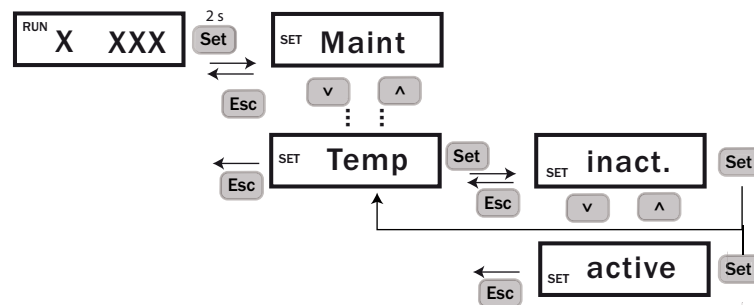 2 s
RUN X XXX Set SET Maint
Esc ˅ ˄
SET Temp Set SET inact. Set
Esc Esc ˅ ˄
SET active Set
Esc